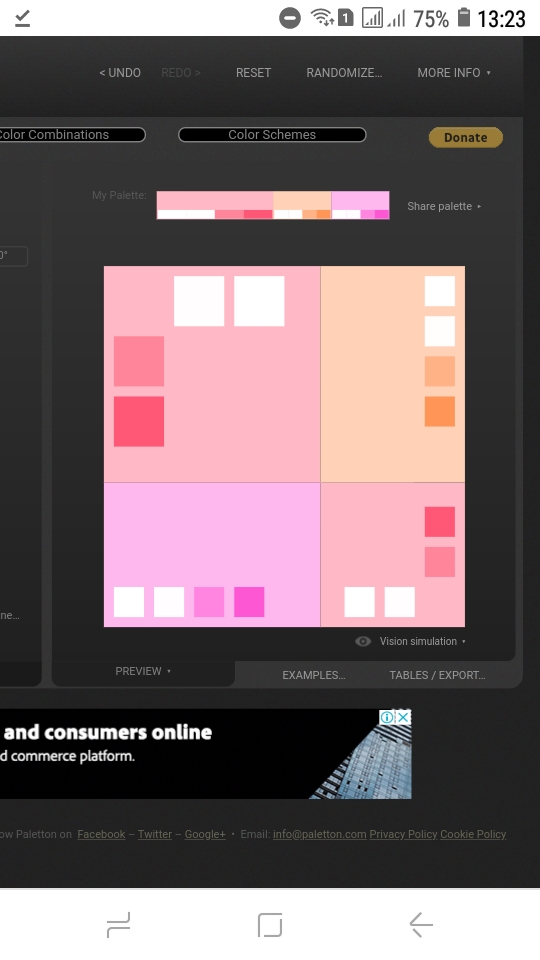 1 75% 13:23
< UNDO REDO > RESET RANDOMIZE... MORE INFO
Color Combinations Color Schemes Donate
My Palette: Share palette
0°
ne...
Vision simulation
PREVIEW EXAMPLES... TABLES / EXPORT...
and consumers online
d commerce platform.
ow Paletton on Facebook – Twitter – Google+ • Email: info@paletton.com Privacy Policy Cookie Policy